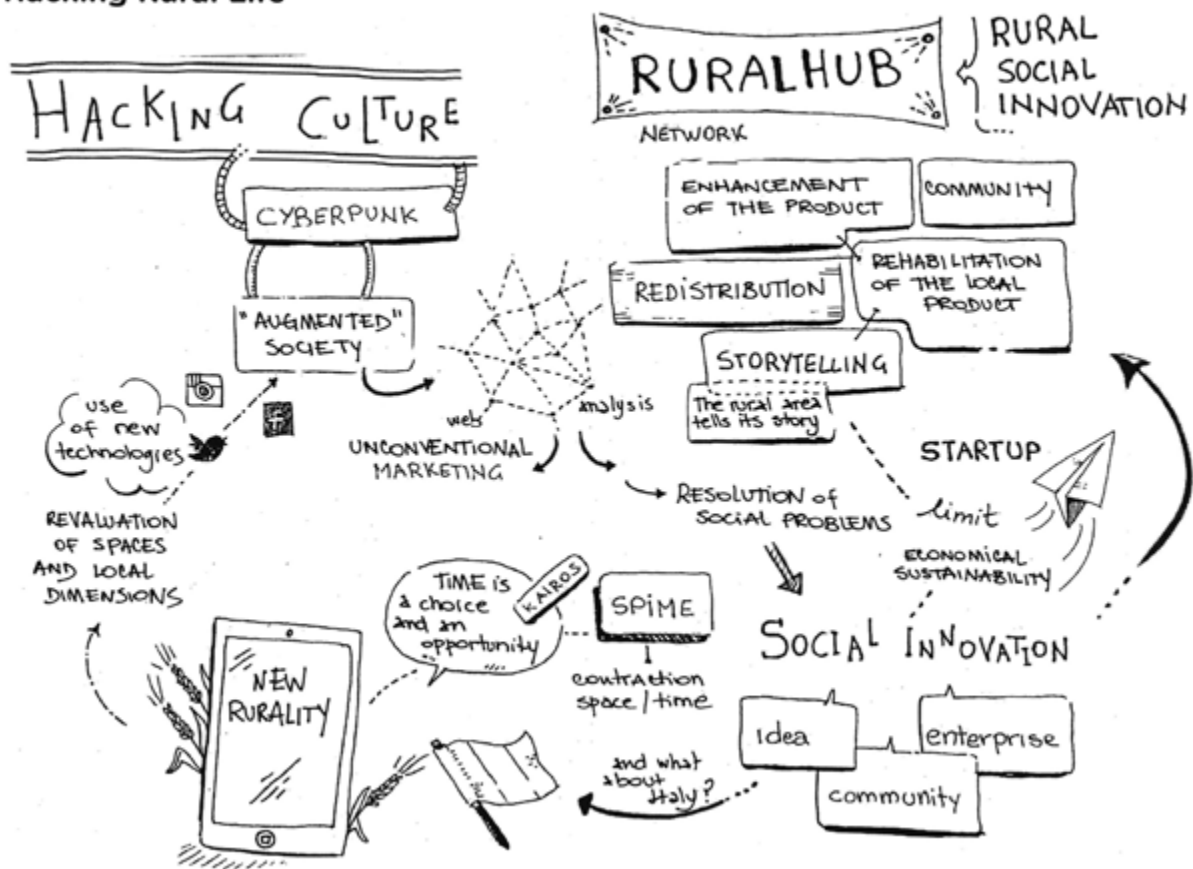 Hacking Rural Life
HACKING CULTURE
CYBERPUNK
"AUGMENTED"
SOCIETY
use
of new
technologies
REVALUATION
OF SPACES
AND LOCAL
DIMENSIONS
NEW
RURALITY
web
analysis
UNCONVENTIONAL
MARKETING
RESOLUTION of
SOCIAL PROBLEMS
TIME is
a choice
and an
opportunity
KAIROS
SPIME
contraction
space/time
and what
about
Italy?
RURALHUB
RURAL
SOCIAL
INNOVATION
NETWORK
ENHANCEMENT
OF THE PRODUCT
COMMUNITY
REDISTRIBUTION
REHABILITATION
OF THE LOCAL
PRODUCT
STORYTELLING
The rural area
tells its story
STARTUP
limit
ECONOMICAL
SUSTAINABILITY
SOCIAL INNOVATION
idea
enterprise
community